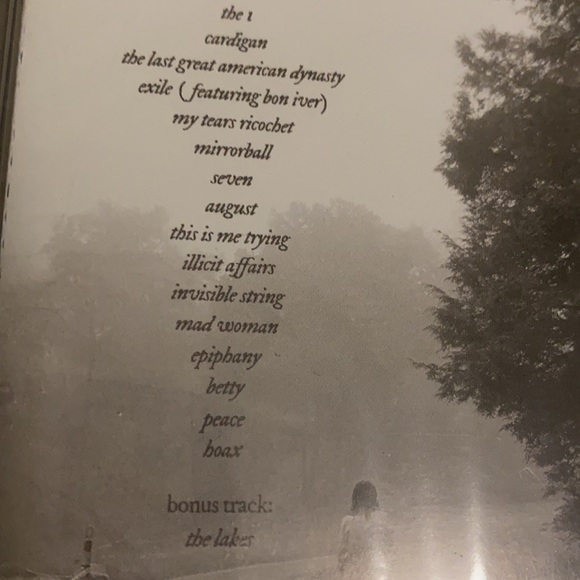 the 1
cardigan
the last great american dynasty
exile (featuring bon iver)
my tears ricochet
mirrorball
seven
august
this is me trying
illicit affairs
invisible string
mad woman
epiphany
betty
peace
hoax
bonus track:
the lakes